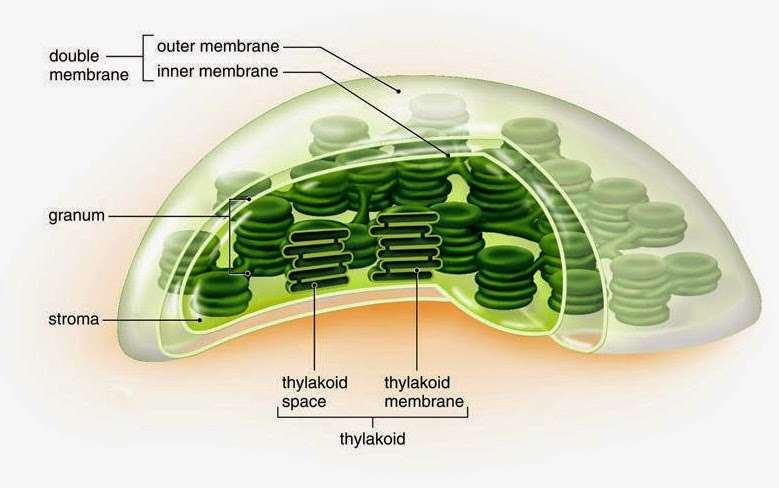 double
membrane
outer membrane
inner membrane
granum
stroma
thylakoid
space
thylakoid
membrane
thylakoid